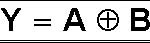 Y = A ⊕ B